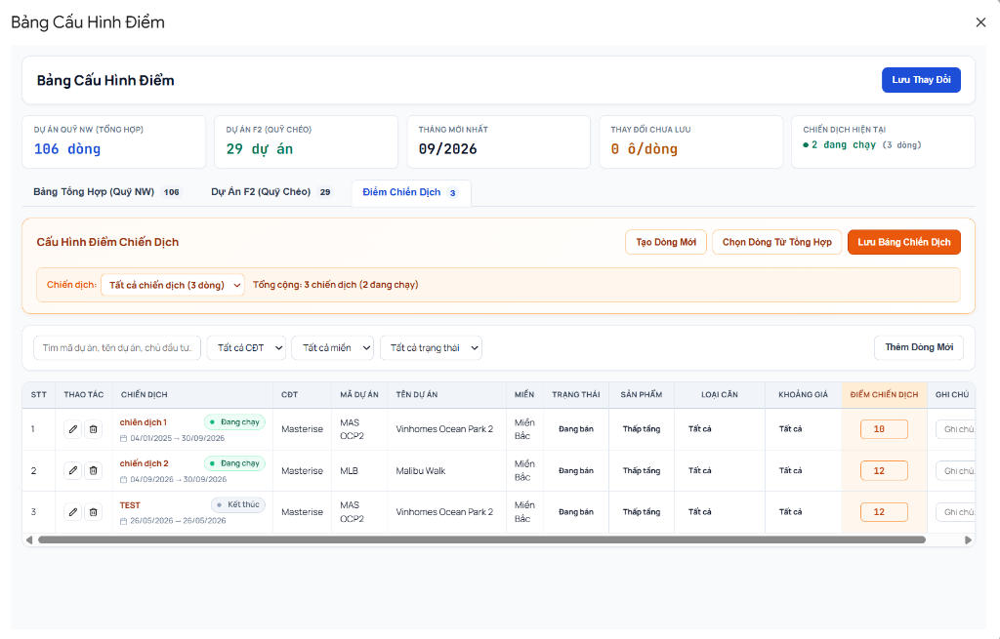 Bảng Cấu Hình Điểm
Bảng Cấu Hình Điểm
Lưu Thay Đổi
DỰ ÁN QUỸ NW (TỔNG HỢP)
106 dòng
DỰ ÁN F2 (QUỸ CHÉO)
29 dự án
THÁNG MỚI NHẤT
09/2026
THAY ĐỔI CHƯA LƯU
0 ô/dòng
CHIẾN DỊCH HIỆN TẠI
2 đang chạy (3 dòng)
Bảng Tổng Hợp (Quỹ NW) 106
Dự Án F2 (Quỹ Chéo) 29
Điểm Chiến Dịch 3
Cấu Hình Điểm Chiến Dịch
Tạo Dòng Mới
Chọn Dòng Từ Tổng Hợp
Lưu Bảng Chiến Dịch
Chiến dịch: Tất cả chiến dịch (3 dòng) Tổng cộng: 3 chiến dịch (2 đang chạy)
Tìm mã dự án, tên dự án, chủ đầu tư..
Tất cả CĐT
Tất cả miền
Tất cả trạng thái
Thêm Dòng Mới
STT THAO TÁC CHIẾN DỊCH CĐT MÃ DỰ ÁN TÊN DỰ ÁN MIỀN TRẠNG THÁI SẢN PHẨM LOẠI CĂN KHOẢNG GIÁ ĐIỂM CHIẾN DỊCH GHI CHÚ
1 chiên dịch 1 Đang chạy 04/01/2025 → 30/09/2026 Masterise MAS OCP2 Vinhomes Ocean Park 2 Miền Bắc Đang bán Thấp tầng Tất cả Tất cả 10 Ghi chú
2 chiến dịch 2 Đang chạy 04/09/2026 → 30/09/2026 Masterise MLB Malibu Walk Miền Bắc Đang bán Thấp tầng Tất cả Tất cả 12 Ghi chú
3 TEST Kết thúc 26/05/2026 → 26/05/2026 Masterise MAS OCP2 Vinhomes Ocean Park 2 Miền Bắc Đang bán Thấp tầng Tất cả Tất cả 12 Ghi chú